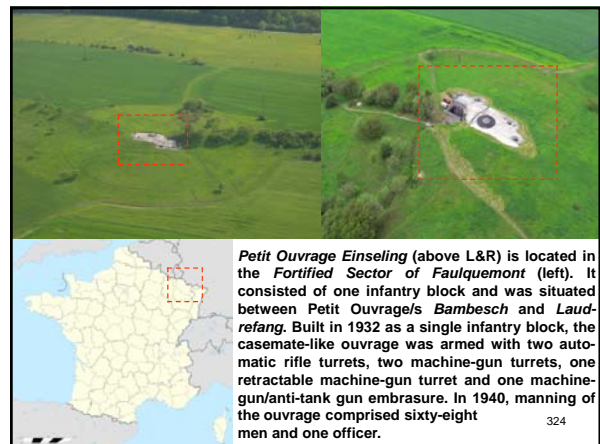 Petit Ouvrage Einseling (above L&R) is located in
the Fortified Sector of Faulquemont (left). It
consisted of one infantry block and was situated
between Petit Ouvrage/s Bambesch and Laud-
refang. Built in 1932 as a single infantry block, the
casemate-like ouvrage was armed with two auto-
matic rifle turrets, two machine-gun turrets, one
retractable machine-gun turret and one machine-
gun/anti-tank gun embrasure. In 1940, manning of
the ouvrage comprised sixty-eight
men and one officer.
324